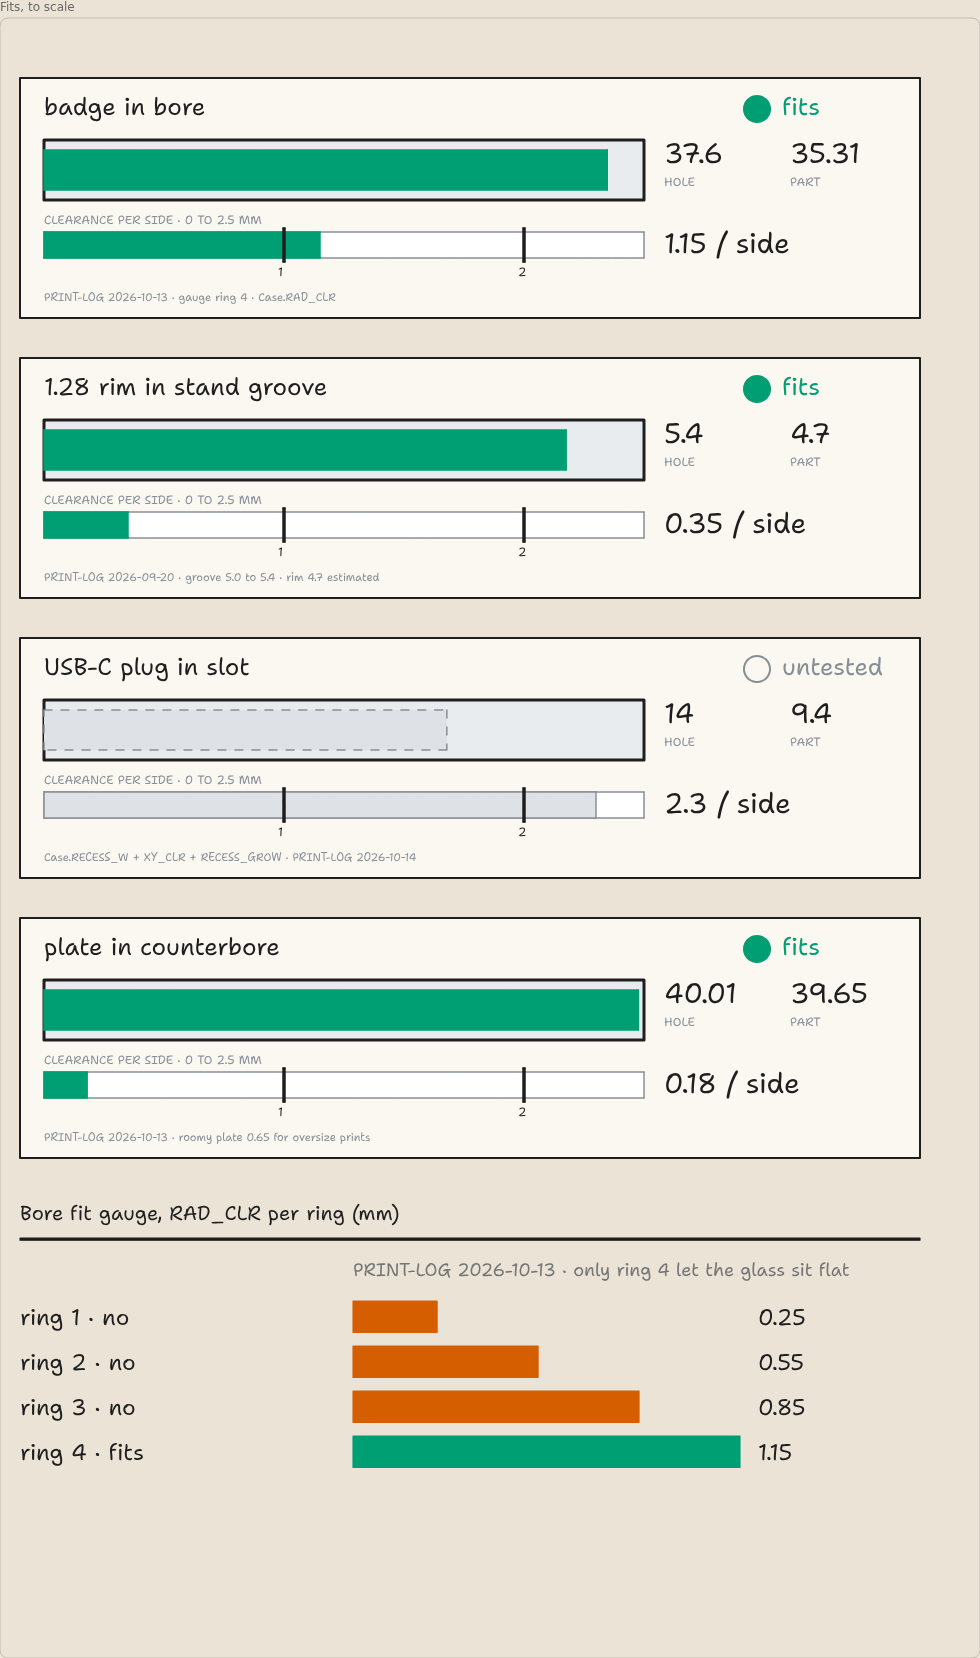 Fits, to scale
badge in bore
fits
37.6 35.31
HOLE PART
CLEARANCE PER SIDE · 0 TO 2.5 MM
1.15 / side
1 2
PRINT-LOG 2026-10-13 · gauge ring 4 · Case.RAD_CLR
1.28 rim in stand groove
fits
5.4 4.7
HOLE PART
CLEARANCE PER SIDE · 0 TO 2.5 MM
0.35 / side
1 2
PRINT-LOG 2026-09-20 · groove 5.0 to 5.4 · rim 4.7 estimated
USB-C plug in slot
untested
14 9.4
HOLE PART
CLEARANCE PER SIDE · 0 TO 2.5 MM
2.3 / side
1 2
Case.RECESS_W + XY_CLR + RECESS_GROW · PRINT-LOG 2026-10-14
plate in counterbore
fits
40.01 39.65
HOLE PART
CLEARANCE PER SIDE · 0 TO 2.5 MM
0.18 / side
1 2
PRINT-LOG 2026-10-13 · roomy plate 0.65 for oversize prints
Bore fit gauge, RAD_CLR per ring (mm)
PRINT-LOG 2026-10-13 · only ring 4 let the glass sit flat
ring 1 · no 0.25
ring 2 · no 0.55
ring 3 · no 0.85
ring 4 · fits 1.15